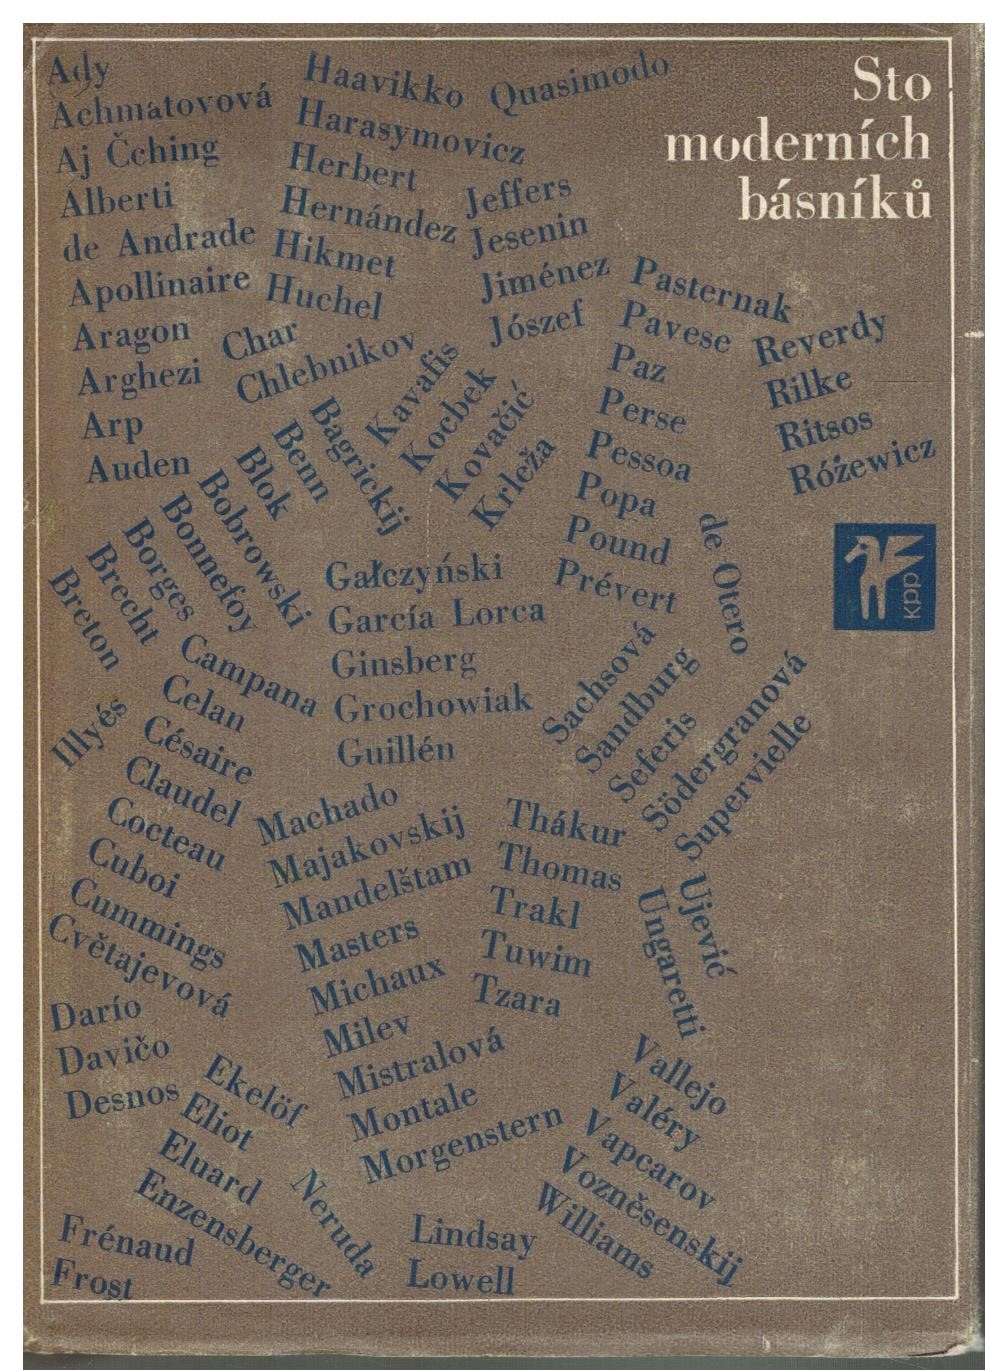 Sto
moderních
básníků
Ady
Achmatovová
Aj Čching
Alberti
de Andrade
Apollinaire
Aragon
Arghezi
Arp
Auden
Bagrickij
Benn
Blok
Bobrowski
Bonnefoy
Borges
Brecht
Breton
Campana
Celan
Césaire
Claudel
Cocteau
Cuboi
Cummings
Cvětajevová
Darío
Davičo
Desnos
Ekelöf
Eliot
Eluard
Enzensberger
Frénaud
Frost
Gałczyński
García Lorca
Ginsberg
Grochowiak
Guillén
Haavikko
Harasymovicz
Herbert
Hernández
Hikmet
Huchel
Char
Chlebnikov
Illyés
Jeffers
Jesenin
Jiménez
Jószef
Kavafis
Kocbek
Kovačić
Krleža
Lindsay
Lowell
Machado
Majakovskij
Mandelštam
Masters
Michaux
Milev
Mistralová
Montale
Morgenstern
Neruda
de Otero
Pasternak
Pavese
Paz
Perse
Pessoa
Popa
Pound
Prévert
Quasimodo
Reverdy
Rilke
Ritsos
Różewicz
Sachsová
Sandburg
Seferis
Södergranová
Supervielle
Thákur
Thomas
Trakl
Tuwim
Tzara
Ujević
Ungaretti
Vallejo
Valéry
Vapcarov
Vozněsenskij
Williams
kpp